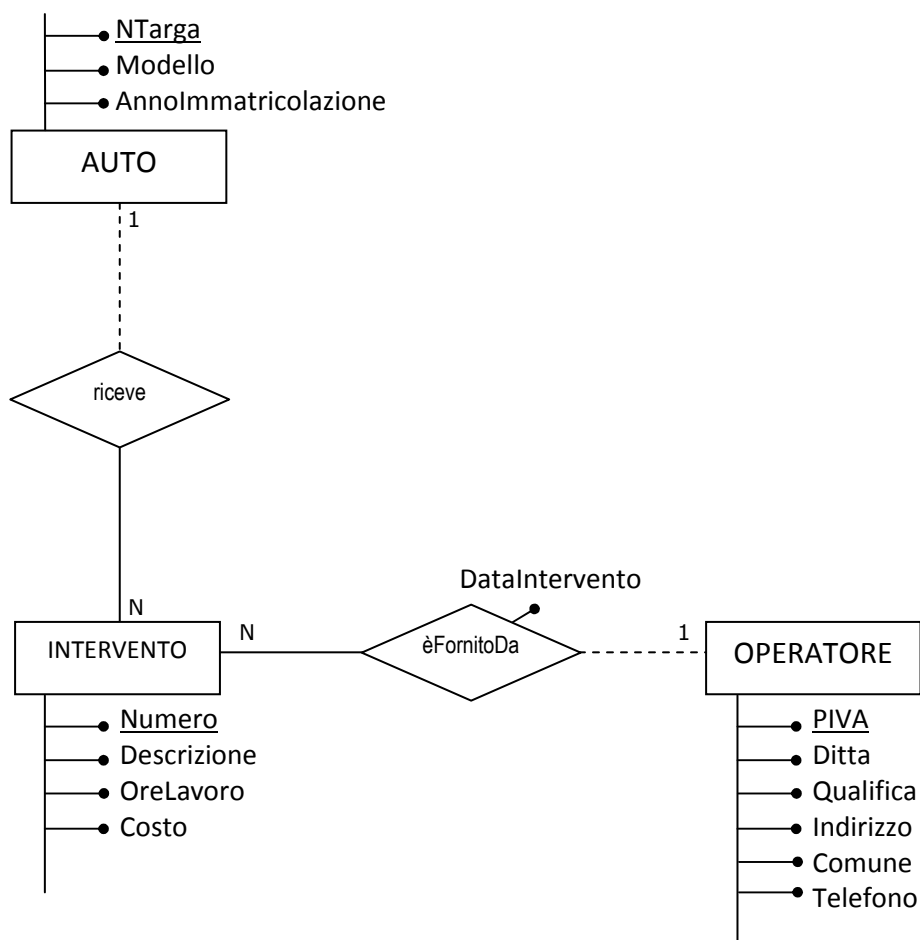 NTarga
Modello
AnnoImmatricolazione
AUTO
1
riceve
N
INTERVENTO
N
DataIntervento
èFornitoDa
1
OPERATORE
Numero
Descrizione
OreLavoro
Costo
PIVA
Ditta
Qualifica
Indirizzo
Comune
Telefono